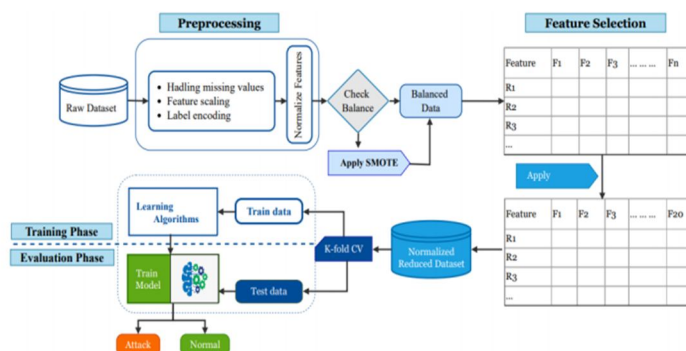 Preprocessing
Feature Selection
Raw Dataset
• Hadling missing values
• Feature scaling
• Label encoding
Normalize Features
Check
Balance
Balanced
Data
Apply SMOTE
Feature F1 F2 F3 ... ... ... Fn
R1
R2
R3
...
Apply
Feature F1 F2 F3 ... ... ... F20
R1
R2
R3
...
Normalized
Reduced Dataset
K-fold CV
Train data
Test data
Learning
Algorithms
Training Phase
Evaluation Phase
Train
Model
Attack
Normal